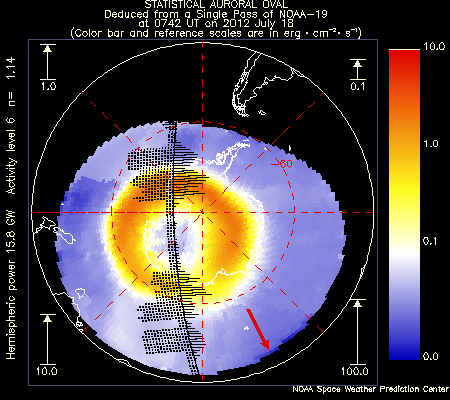 STATISTICAL AURORAL OVAL
Deduced from a Single Pass of NOAA-19
at 0742 UT on 2012 July 18
(Color bar and reference scales are in erg·cm⁻²·s⁻¹)
1.0
0.1
10.0
1.0
0.1
0.0
-60
Hemispheric power 15.8 GW Activity level 6 n= 1.14
10.0
100.0
NOAA Space Weather Prediction Center